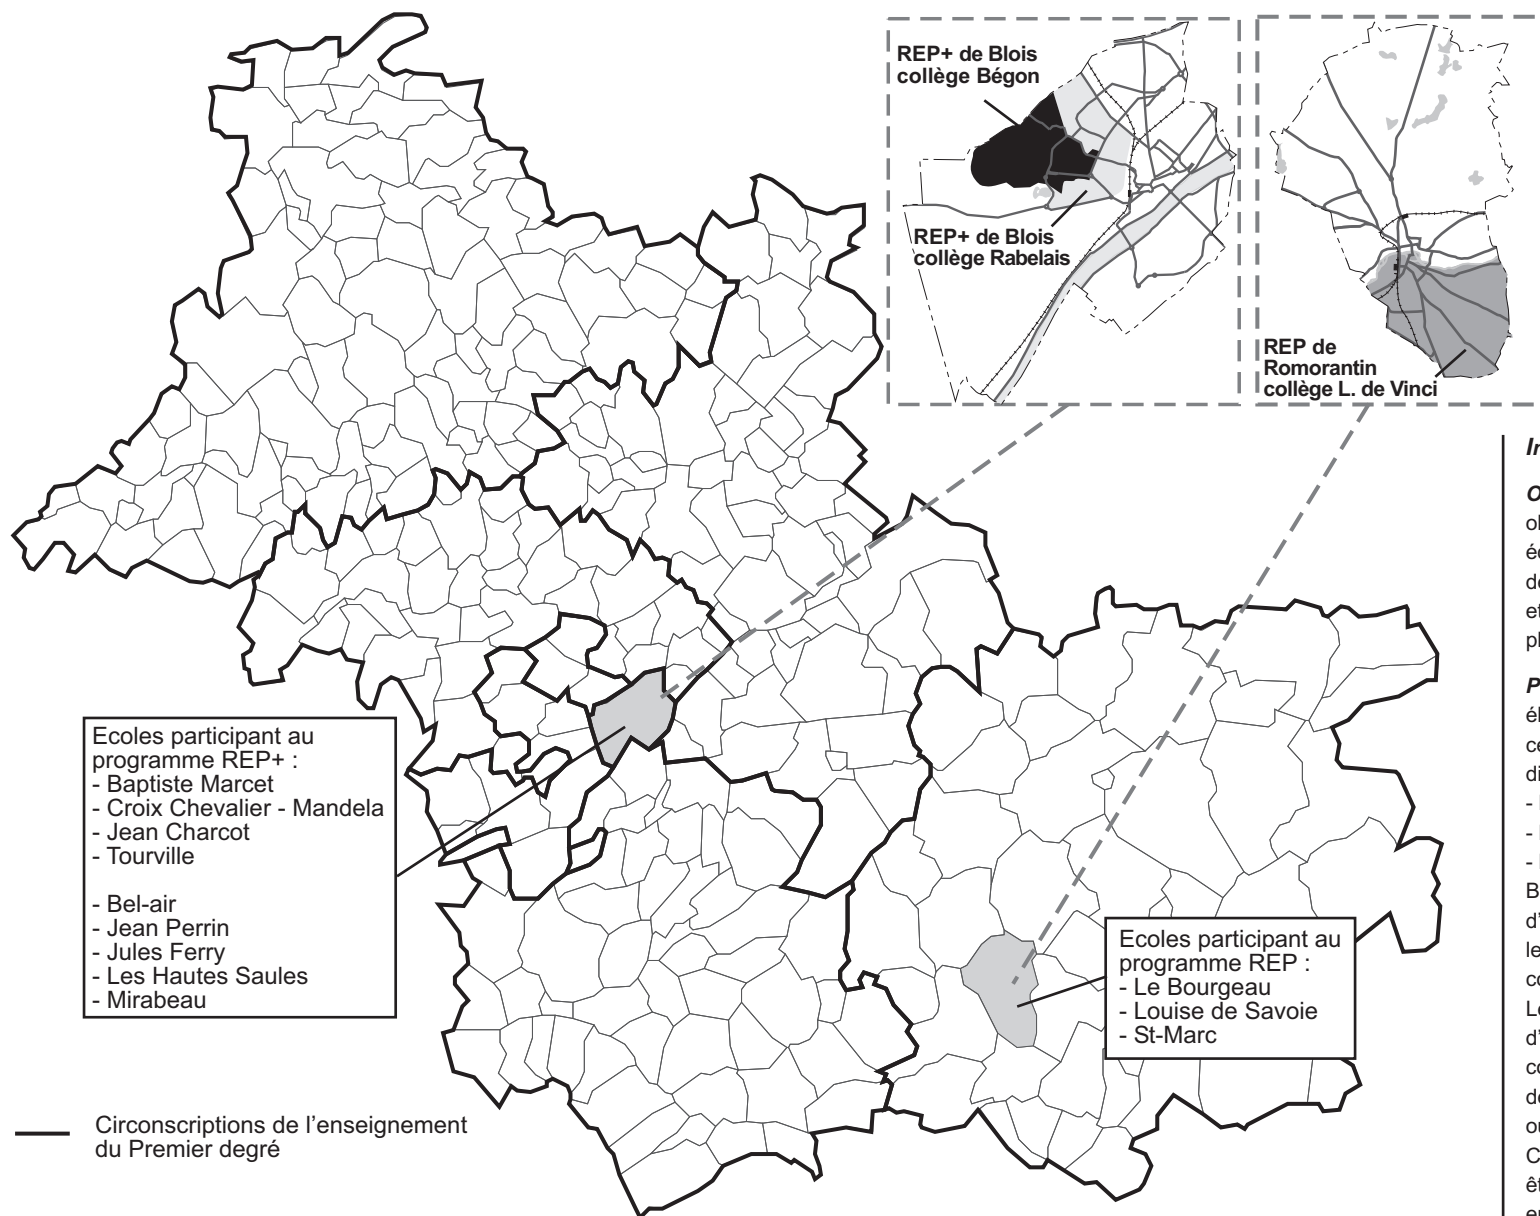 REP+ de Blois
collège Bégon
REP+ de Blois
collège Rabelais
REP de
Romorantin
collège L. de Vinci
Ecoles participant au
programme REP+ :
- Baptiste Marcet
- Croix Chevalier - Mandela
- Jean Charcot
- Tourville
- Bel-air
- Jean Perrin
- Jules Ferry
- Les Hautes Saules
- Mirabeau
Ecoles participant au
programme REP :
- Le Bourgeau
- Louise de Savoie
- St-Marc
Circonscriptions de l’enseignement
du Premier degré